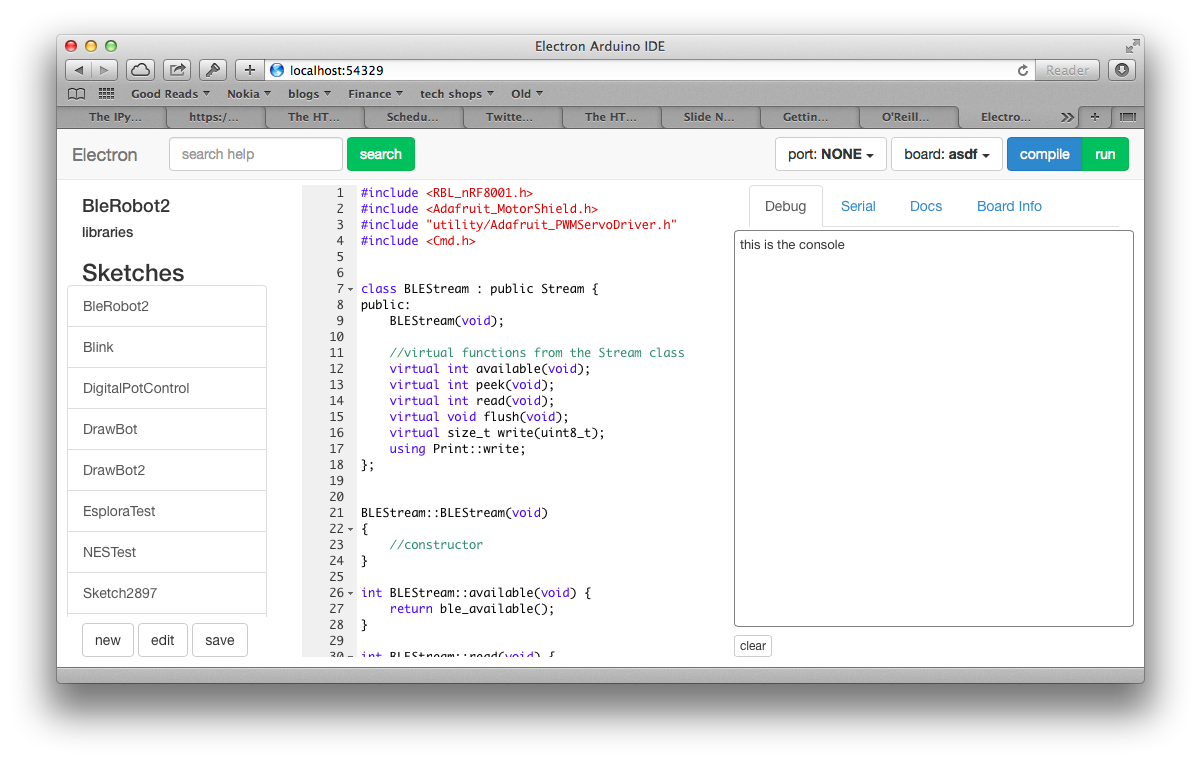 Electron Arduino IDE
localhost:54329
Reader
Good Reads
Nokia
blogs
Finance
tech shops
Old
The IPy...
https:/...
The HT...
Schedu...
Twitte...
The HT...
Slide N...
Gettin...
O'Reill...
Electro...
Electron
search help
search
port: NONE
board: asdf
compile
run
BleRobot2
libraries
Sketches
BleRobot2
Blink
DigitalPotControl
DrawBot
DrawBot2
EsploraTest
NESTest
Sketch2897
new
edit
save
1 #include <RBL_nRF8001.h>
2 #include <Adafruit_MotorShield.h>
3 #include "utility/Adafruit_PWMServoDriver.h"
4 #include <Cmd.h>
5
6
7 class BLEStream : public Stream {
8 public:
9     BLEStream(void);
10
11     //virtual functions from the Stream class
12     virtual int available(void);
13     virtual int peek(void);
14     virtual int read(void);
15     virtual void flush(void);
16     virtual size_t write(uint8_t);
17     using Print::write;
18 };
19
20
21 BLEStream::BLEStream(void)
22 {
23     //constructor
24 }
25
26 int BLEStream::available(void) {
27     return ble_available();
28 }
29
30 int BLEStream::read(void) {
Debug
Serial
Docs
Board Info
this is the console
clear